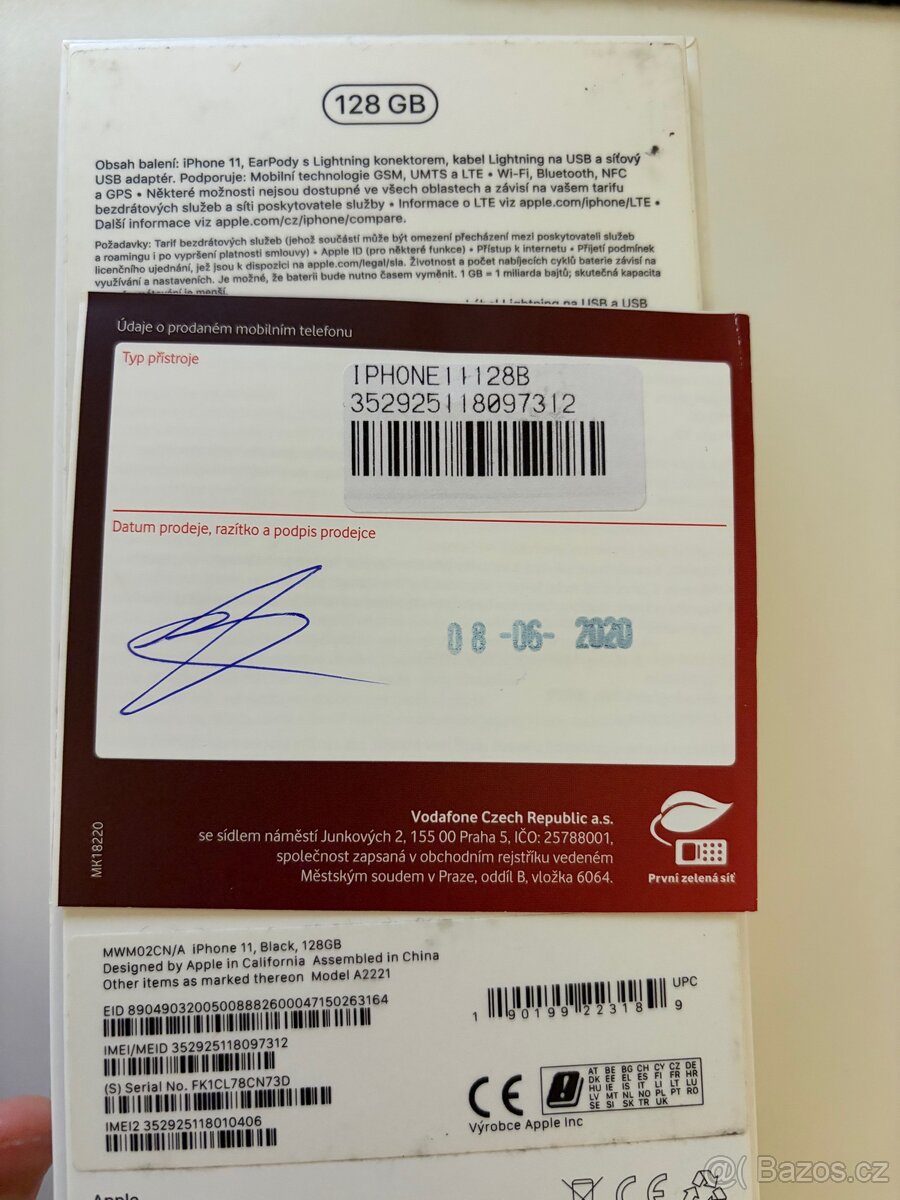 128 GB
Obsah balení: iPhone 11, EarPody s Lightning konektorem, kabel Lightning na USB a síťový
USB adaptér. Podporuje: Mobilní technologie GSM, UMTS a LTE • Wi-Fi, Bluetooth, NFC
a GPS • Některé možnosti nejsou dostupné ve všech oblastech a závisí na vašem tarifu
bezdrátových služeb a síti poskytovatele služby • Informace o LTE viz apple.com/iphone/LTE •
Další informace viz apple.com/cz/iphone/compare.
Požadavky: Tarif bezdrátových služeb (jehož součástí může být omezení přecházení mezi poskytovateli služeb
a roamingu i po vypršení platnosti smlouvy) • Apple ID (pro některé funkce) • Přístup k internetu • Přijetí podmínek
licenčního ujednání, jež jsou k dispozici na apple.com/legal/sla. Životnost a počet nabíjecích cyklů baterie závisí na
využívání a nastaveních. Je možné, že baterii bude nutno časem vyměnit. 1 GB = 1 miliarda bajtů; skutečná kapacita
je menší.
Lightning na USB a USB
Údaje o prodaném mobilním telefonu
Typ přístroje
IPHONE11128B
352925118097312
Datum prodeje, razítko a podpis prodejce
08 -06- 2020
MK18220
Vodafone Czech Republic a.s.
se sídlem náměstí Junkových 2, 155 00 Praha 5, IČO: 25788001,
společnost zapsaná v obchodním rejstříku vedeném
Městským soudem v Praze, oddíl B, vložka 6064.
První zelená síť
MWM02CN/A iPhone 11, Black, 128GB
Designed by Apple in California Assembled in China
Other items as marked thereon Model A2221
EID 89049032005008882600047150263164
IMEI/MEID 352925118097312
(S) Serial No. FK1CL78CN73D
IMEI2 352925118010406
UPC
1 90199 22318 9
CE
AT BE BG CH CY CZ DE
DK EE EL ES FI FR HR
HU IE IS IT LI LT LU
LV MT NL NO PL PT RO
SE SI SK TR UK
Výrobce Apple Inc
Apple
CE
@( Bazos.cz